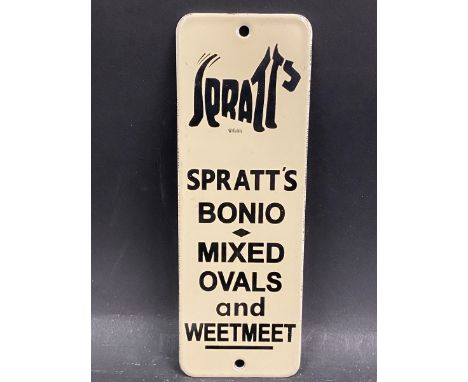 SPRATT'S
SPRATT'S
BONIO
MIXED
OVALS
and
WEETMEET